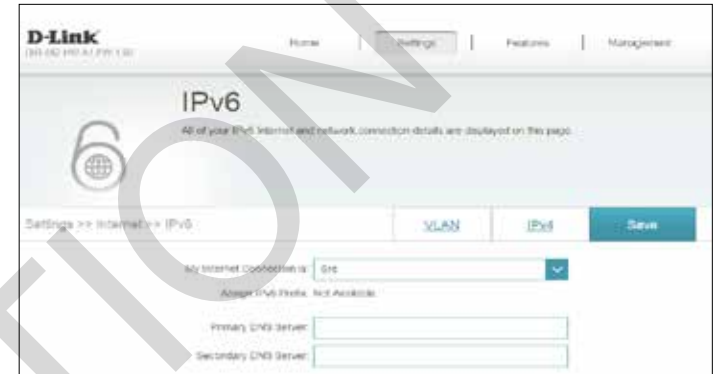 D-Link
Home
Settings
Features
Management
IPv6
All of your IPv6 Internet and network connection details are displayed on this page.
Settings >> Internet >> IPv6
VLAN
IPv4
Save
My Internet Connection is: 6rd
Assign IPv6 Prefix: Not Available
Primary DNS Server:
Secondary DNS Server:
TION